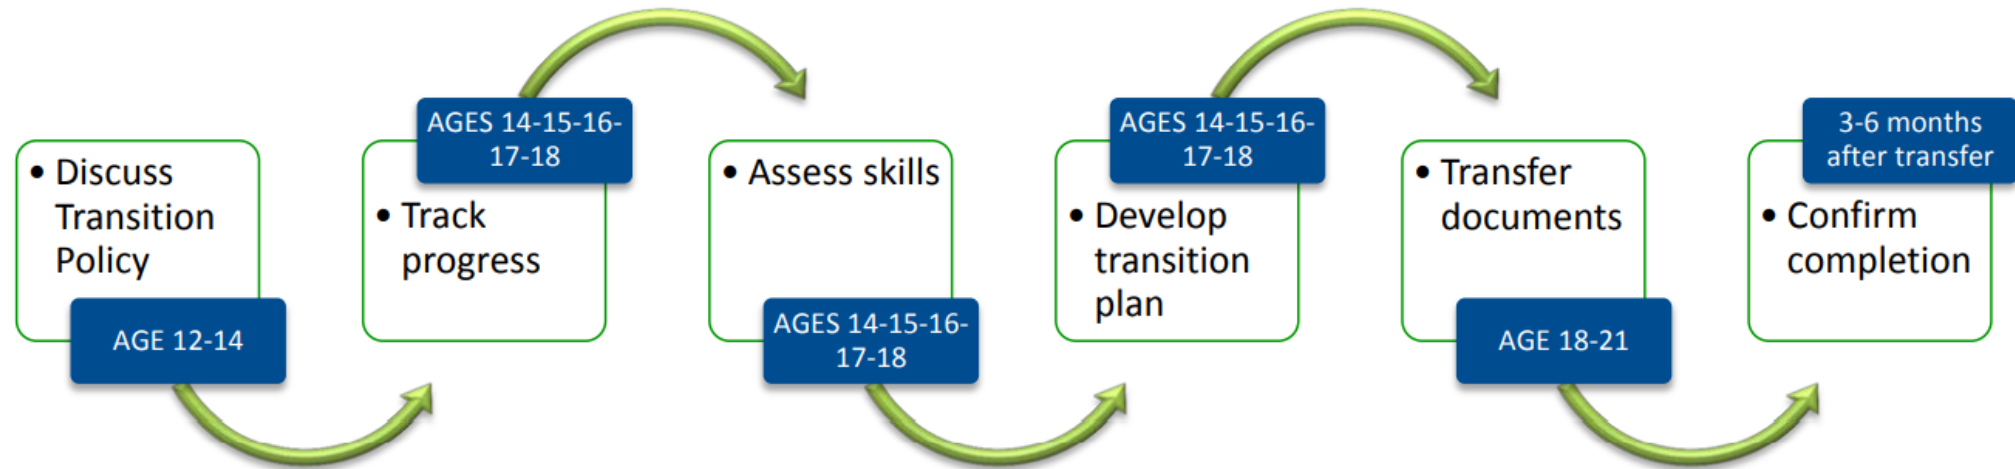 • Discuss
Transition
Policy
AGE 12-14
AGES 14-15-16-
17-18
• Track
progress
• Assess skills
AGES 14-15-16-
17-18
AGES 14-15-16-
17-18
• Develop
transition
plan
• Transfer
documents
AGE 18-21
3-6 months
after transfer
• Confirm
completion